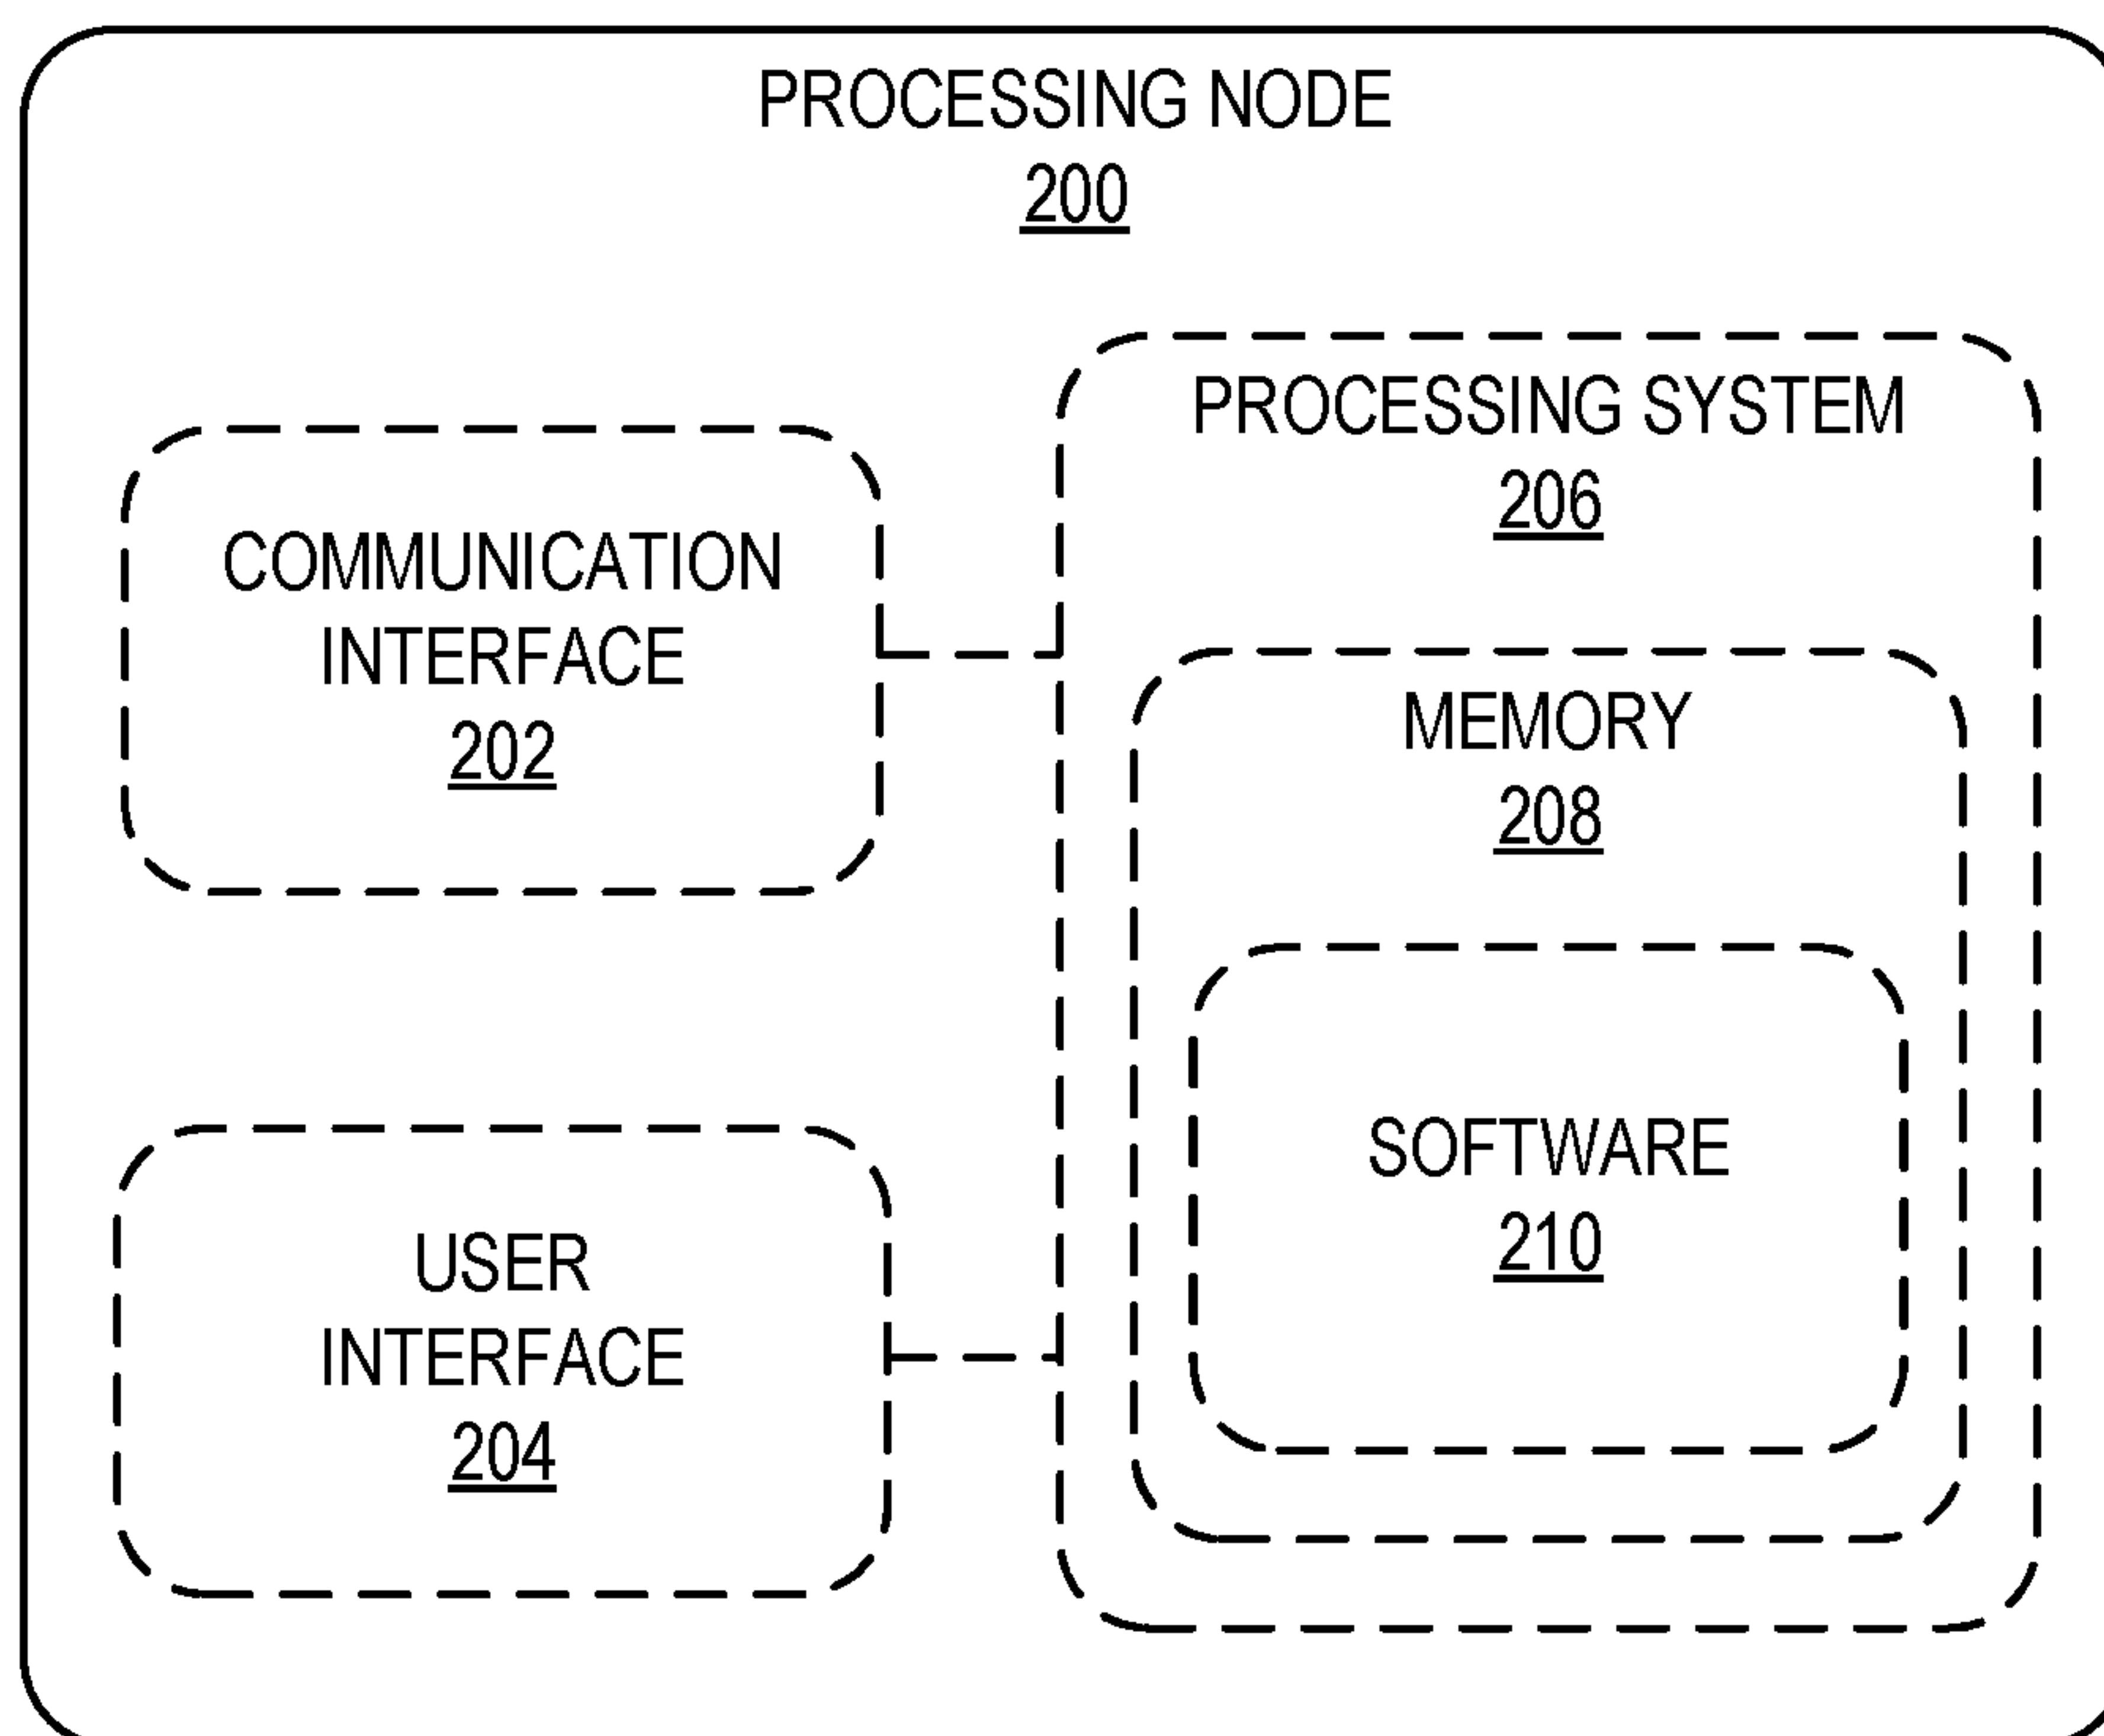 PROCESSING NODE
200
COMMUNICATION
INTERFACE
202
USER
INTERFACE
204
PROCESSING SYSTEM
206
MEMORY
208
SOFTWARE
210